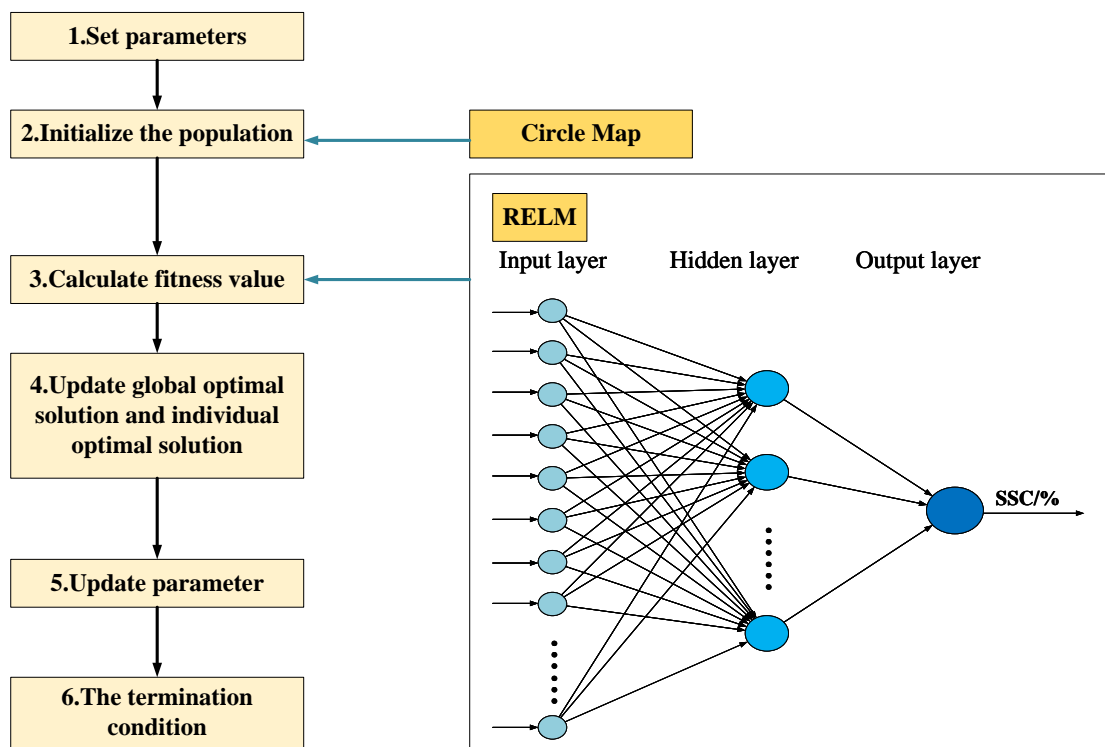 1.Set parameters
2.Initialize the population
Circle Map
RELM
Input layer
Hidden layer
Output layer
3.Calculate fitness value
4.Update global optimal
solution and individual
optimal solution
SSC/%
5.Update parameter
6.The termination
condition